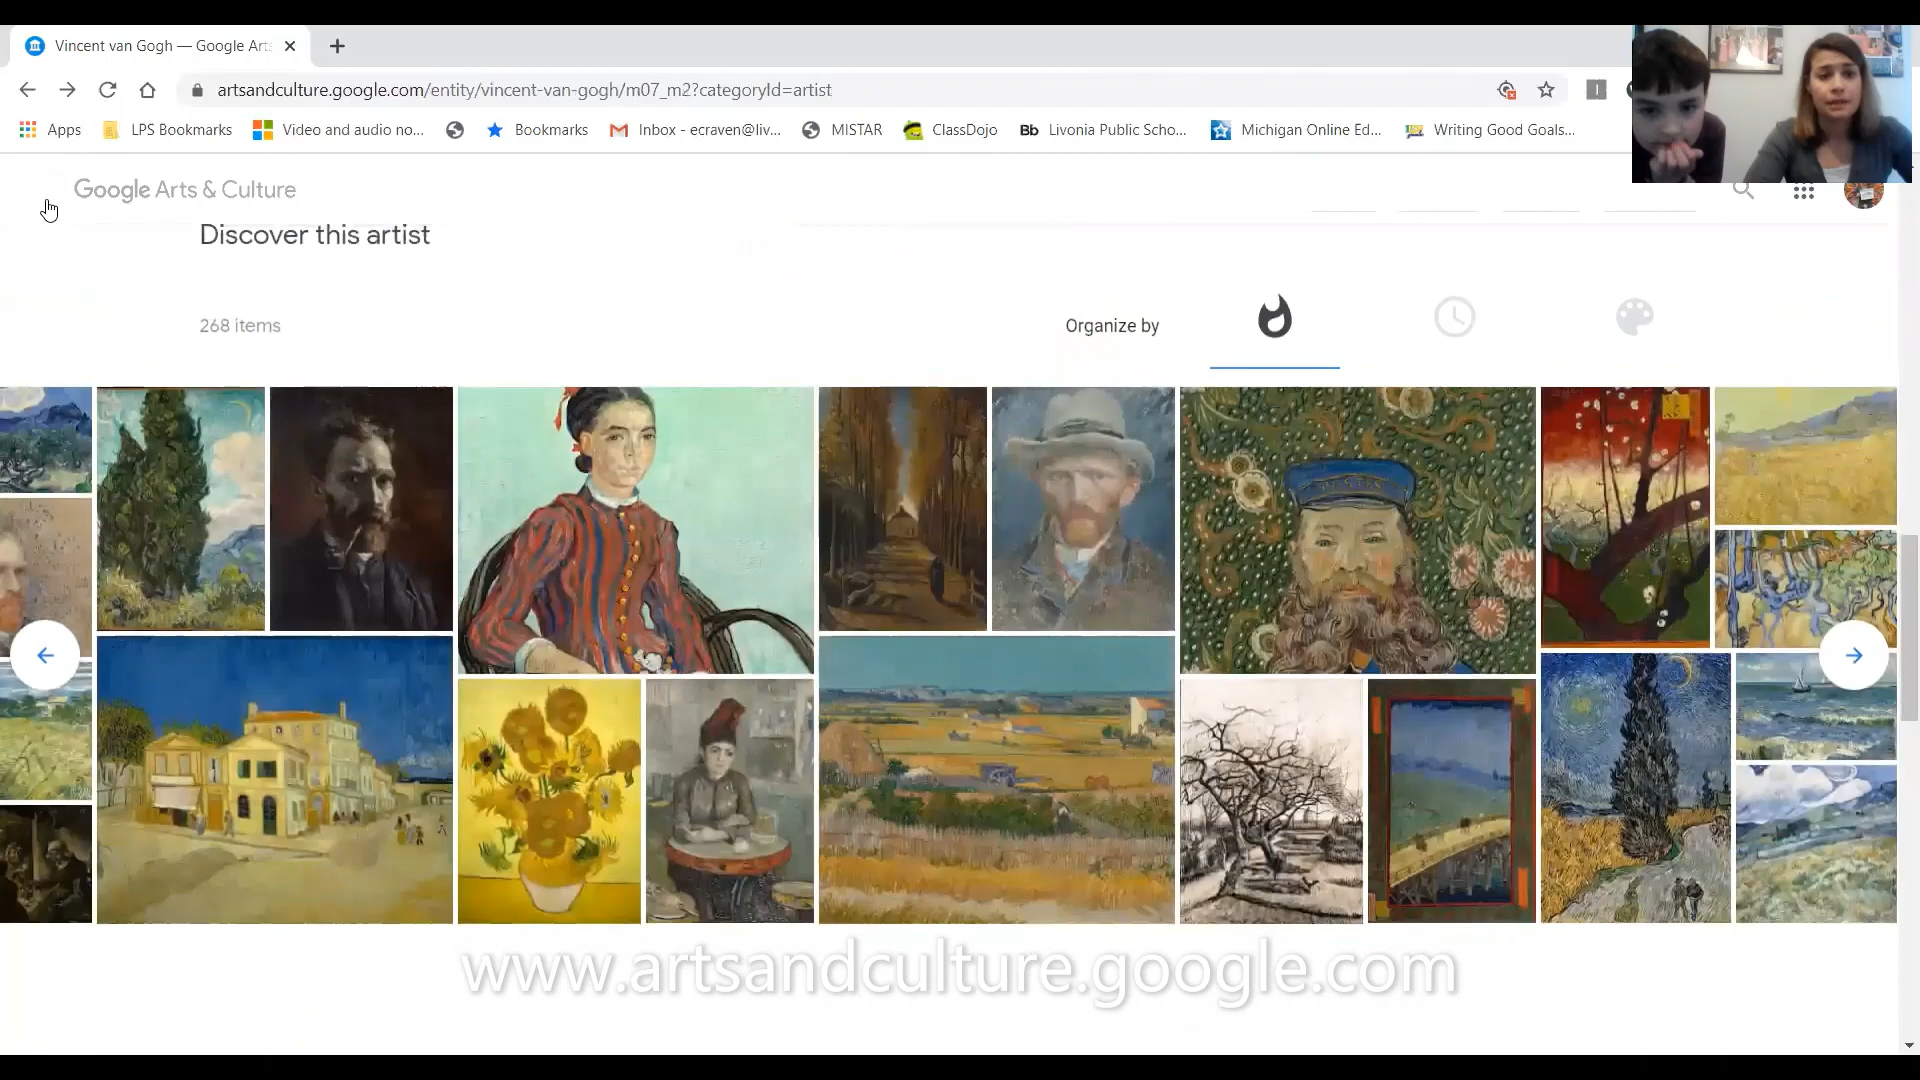 Vincent van Gogh — Google Arts
artsandculture.google.com/entity/vincent-van-gogh/m07_m2?categoryId=artist
Apps LPS Bookmarks Video and audio no... Bookmarks Inbox - ecraven@liv... MISTAR ClassDojo Bb Livonia Public Scho... Michigan Online Ed... Writing Good Goals...
Google Arts & Culture
Discover this artist
268 items Organize by
www.artsandculture.google.com